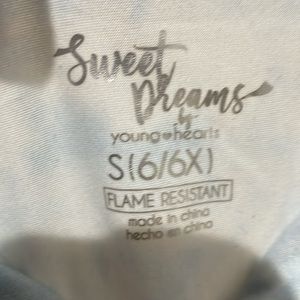 Sweet
Dreams
by
young♥hearts
S(6/6X)
FLAME RESISTANT
made in china
hecho en china